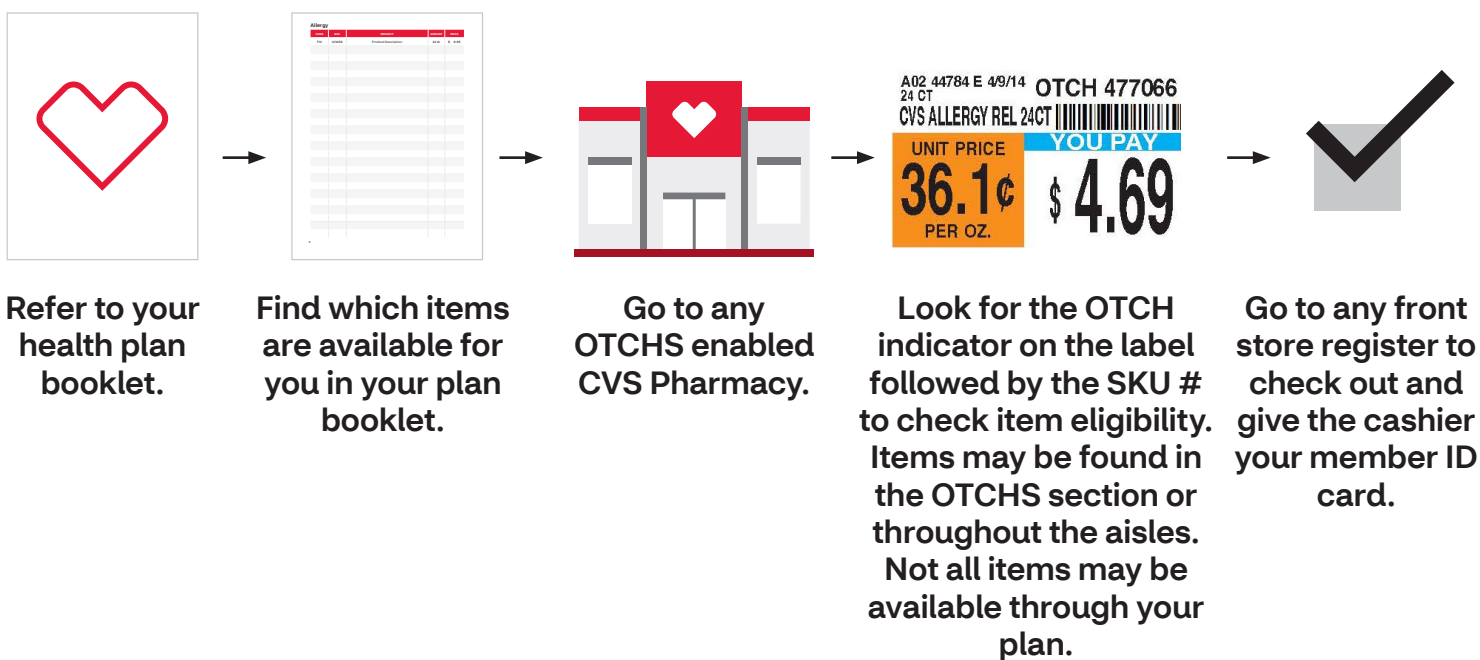 Allergy
Product Description
A02 44784 E 4/9/14 OTCH 477066
24 CT
CVS ALLERGY REL 24CT
UNIT PRICE
36.1¢
PER OZ.
YOU PAY
$ 4.69
Refer to your
health plan
booklet.
Find which items
are available for
you in your plan
booklet.
Go to any
OTCHS enabled
CVS Pharmacy.
Look for the OTCH
indicator on the label
followed by the SKU #
to check item eligibility.
Items may be found in
the OTCHS section or
throughout the aisles.
Not all items may be
available through your
plan.
Go to any front
store register to
check out and
give the cashier
your member ID
card.